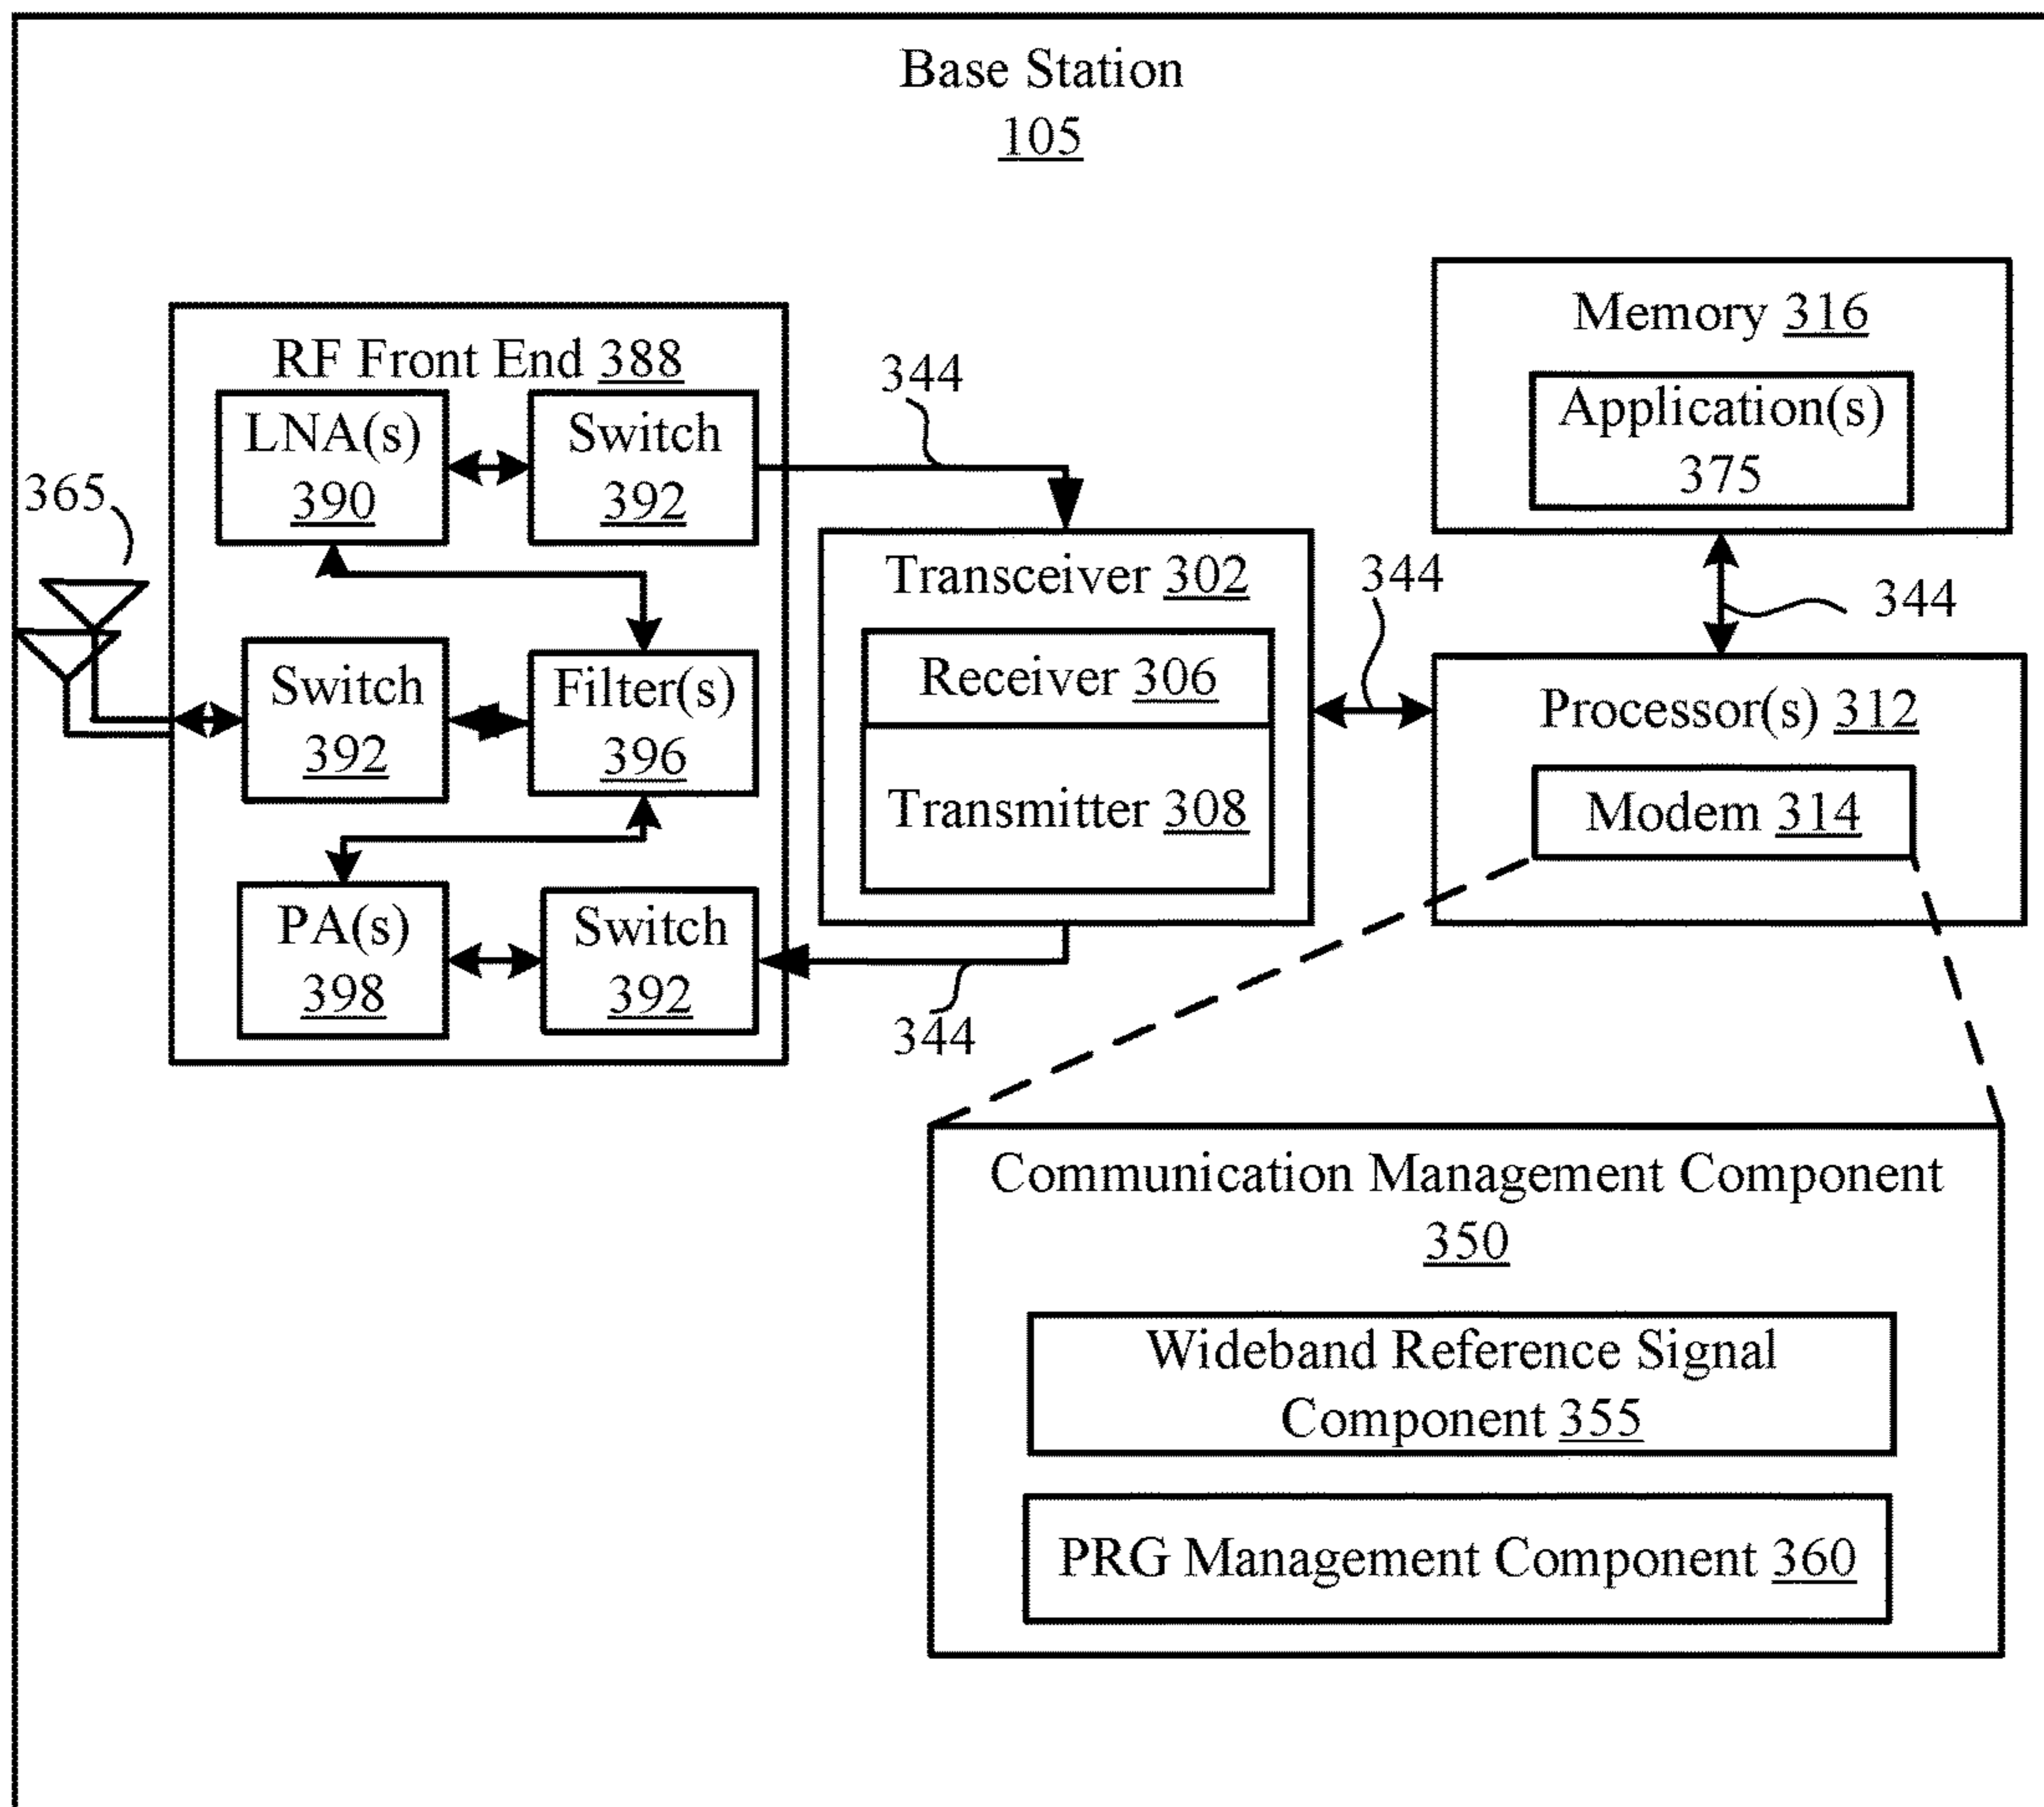 Base Station
105
RF Front End 388
LNA(s)
390
Switch
392
365
Switch
392
Filter(s)
396
PA(s)
398
Switch
392
344
Transceiver 302
Receiver 306
Transmitter 308
344
344
Memory 316
Application(s)
375
344
Processor(s) 312
Modem 314
Communication Management Component
350
Wideband Reference Signal
Component 355
PRG Management Component 360